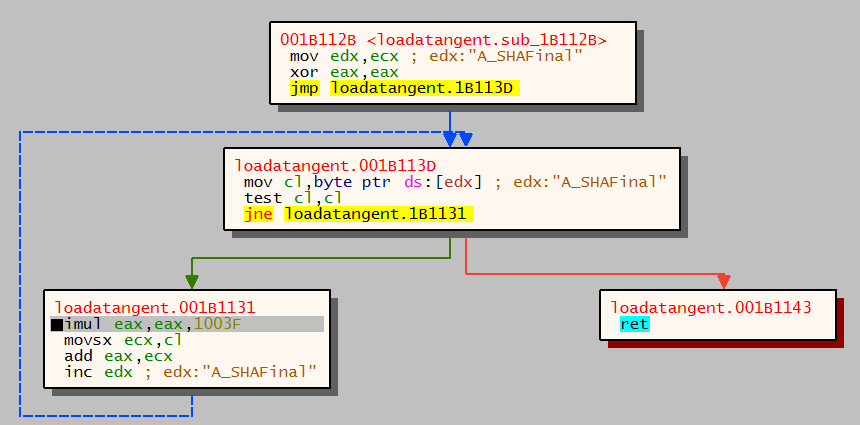 001B112B <loadatangent.sub_1B112B>
mov edx,ecx ; edx:"A_SHAFinal"
xor eax,eax
jmp loadatangent.1B113D
loadatangent.001B113D
mov cl,byte ptr ds:[edx] ; edx:"A_SHAFinal"
test cl,cl
jne loadatangent.1B1131
loadatangent.001B1131
imul eax,eax,1003F
movsx ecx,cl
add eax,ecx
inc edx ; edx:"A_SHAFinal"
loadatangent.001B1143
ret